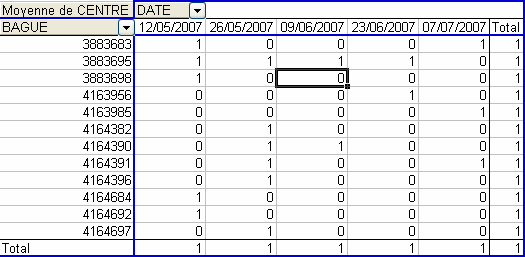 Moyenne de CENTRE DATE
BAGUE 12/05/2007 26/05/2007 09/06/2007 23/06/2007 07/07/2007 Total
3883683 1 0 0 0 1 1
3883695 1 1 1 1 0 1
3883698 1 0 0 0 0 1
4163956 0 0 0 1 0 1
4163985 0 0 0 0 1 1
4164382 0 1 0 0 0 1
4164390 0 1 1 0 0 1
4164391 0 1 0 0 1 1
4164396 0 1 0 0 0 1
4164684 1 0 0 0 0 1
4164692 1 0 0 0 0 1
4164697 0 1 0 0 0 1
Total 1 1 1 1 1 1